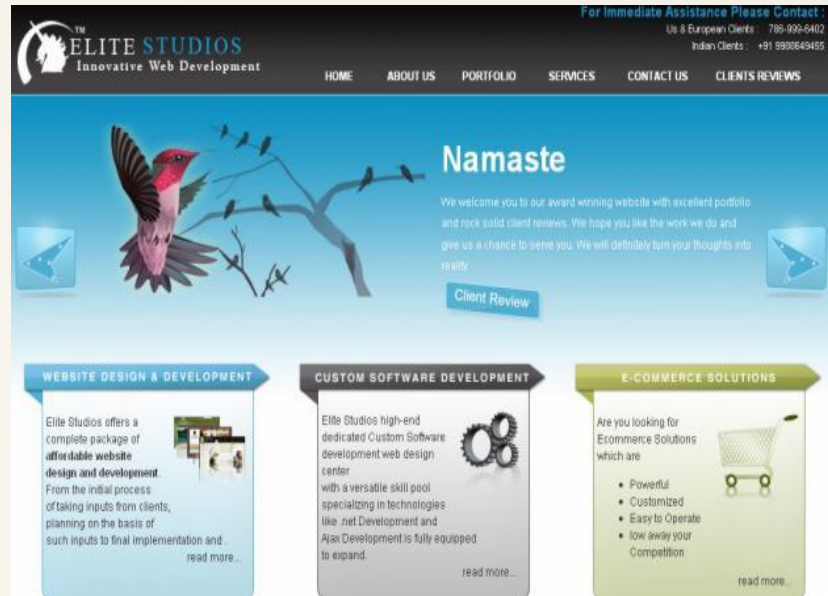 For Immediate Assistance Please Contact :
Us & European Clients : 786-999-6402
Indian Clients : +91 9988649455
TM
ELITE STUDIOS
Innovative Web Development
HOME ABOUT US PORTFOLIO SERVICES CONTACT US CLIENTS REVIEWS
Namaste
We welcome you to our award winning website with excellent portfolio
and rock solid client reviews. We hope you like the work we do and
give us a chance to serve you. We will definitely turn your thoughts into
reality
Client Review
WEBSITE DESIGN & DEVELOPMENT
Elite Studios offers a
complete package of
affordable website
design and development.
From the initial process
of taking inputs from clients,
planning on the basis of
such inputs to final implementation and .
read more...
CUSTOM SOFTWARE DEVELOPMENT
Elite Studios high-end
dedicated Custom Software
development web design
center
with a versatile skill pool
specializing in technologies
like .net Development and
Ajax Development is fully equipped
to expand.
read more...
E-COMMERCE SOLUTIONS
Are you looking for
Ecommerce Solutions
which are
• Powerful
• Customized
• Easy to Operate
• low away your
Competition
read more...